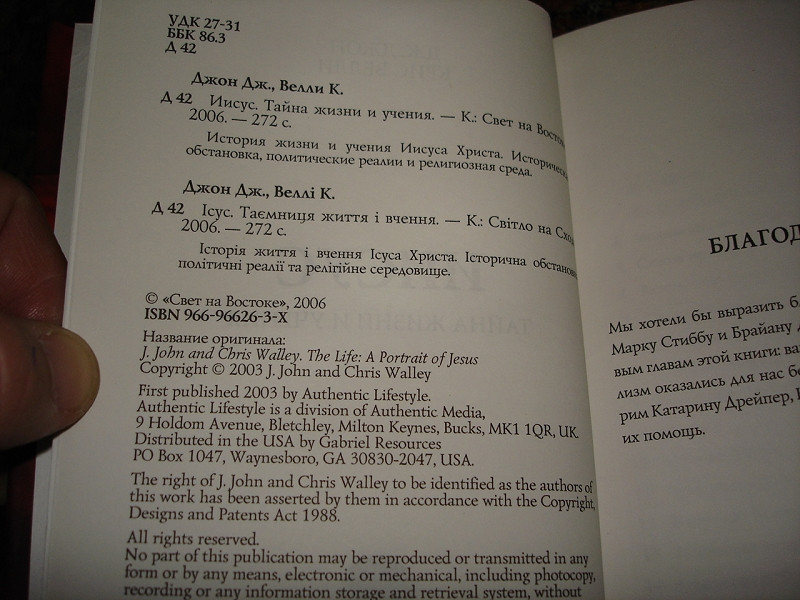 УДК 27-31
ББК 86.3
Д 42
Джон Дж., Велли К.
Д 42 Иисус. Тайна жизни и учения. — К.: Свет на
2006. — 272 с.
История жизни и учения Иисуса Христа.
обстановка, политические реалии и религиозная среда.
Джон Дж., Веллі К.
Д 42 Ісус. Таємниця життя і вчення. — К.: Світло на
2006. — 272 с.
Історія життя і вчення Ісуса Христа. Історична
політичні реалії та релігійне середовище.
© «Свет на Востоке», 2006
ISBN 966-96626-3-X
Название оригинала:
J. John and Chris Walley. The Life: A Portrait of Jesus
Copyright © 2003 J. John and Chris Walley
First published 2003 by Authentic Lifestyle.
Authentic Lifestyle is a division of Authentic Media,
9 Holdom Avenue, Bletchley, Milton Keynes, Bucks, MK1 1QR, UK
Distributed in the USA by Gabriel Resources
PO Box 1047, Waynesboro, GA 30830-2047, USA.
The right of J. John and Chris Walley to be identified as the authors of
this work has been asserted by them in accordance with the Copyright,
Designs and Patents Act 1988.
All rights reserved.
No part of this publication may be reproduced or transmitted in any
form or by any means, electronic or mechanical, including photocopy,
recording or any information storage and retrieval system, without
БЛАГОД
Мы хотели бы выразить
Марку Стиббу и Брайану
вым главам этой книги:
лизм оказались для нас
рим Катарину Дрейпер,
их помощь.